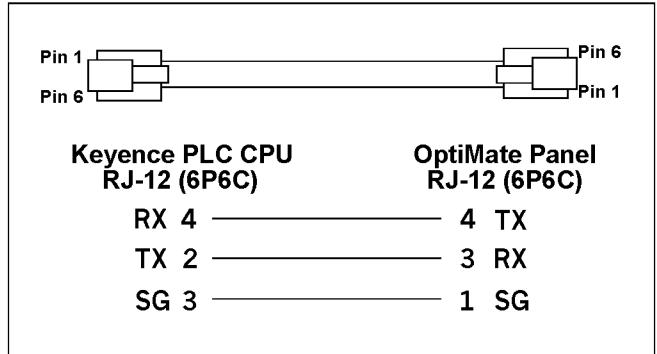 Pin 1 Pin 6
Pin 6 Pin 1
Keyence PLC CPU OptiMate Panel
RJ-12 (6P6C) RJ-12 (6P6C)
RX 4 4 TX
TX 2 3 RX
SG 3 1 SG